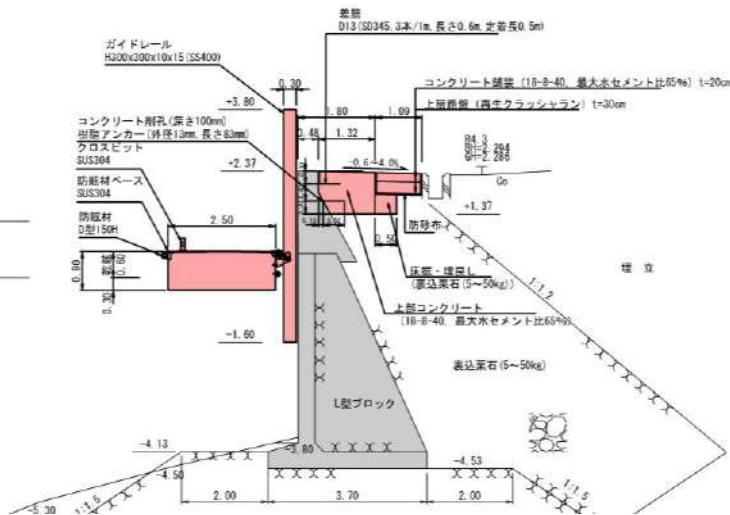 差筋
D13(SD345,3本/1m,長さ0.6m,定着長0.5m)
ガイドレール
H300x300x10x15(SS400)
0.30
+3.80
1.80
1.09
コンクリート舗装 (18-8-40, 最大水セメント比65%) t=20cm
上層路盤 (再生クラッシャラン) t=30cm
コンクリート削孔(深さ100mm)
樹脂アンカー(外径13mm,長さ83mm)
0.48
1.32
クロスビット
SUS304
+2.37
-0.6~4.0%
R4.3
BH=2.294
GH=2.286
Go
防舷材ベース
SUS304
+1.37
防砂布
防舷材
D型150H
2.50
0.50
0.90
0.60
0.30
床掘・埋戻し
(裏込栗石(5~50kg))
1:1.2
埋 立
上部コンクリート
(18-8-40, 最大水セメント比65%)
-1.60
裏込栗石(5~50kg)
L型ブロック
-4.13
-3.80
-4.53
-4.50
1:1.5
1:1.5
-5.30
2.00
3.70
2.00